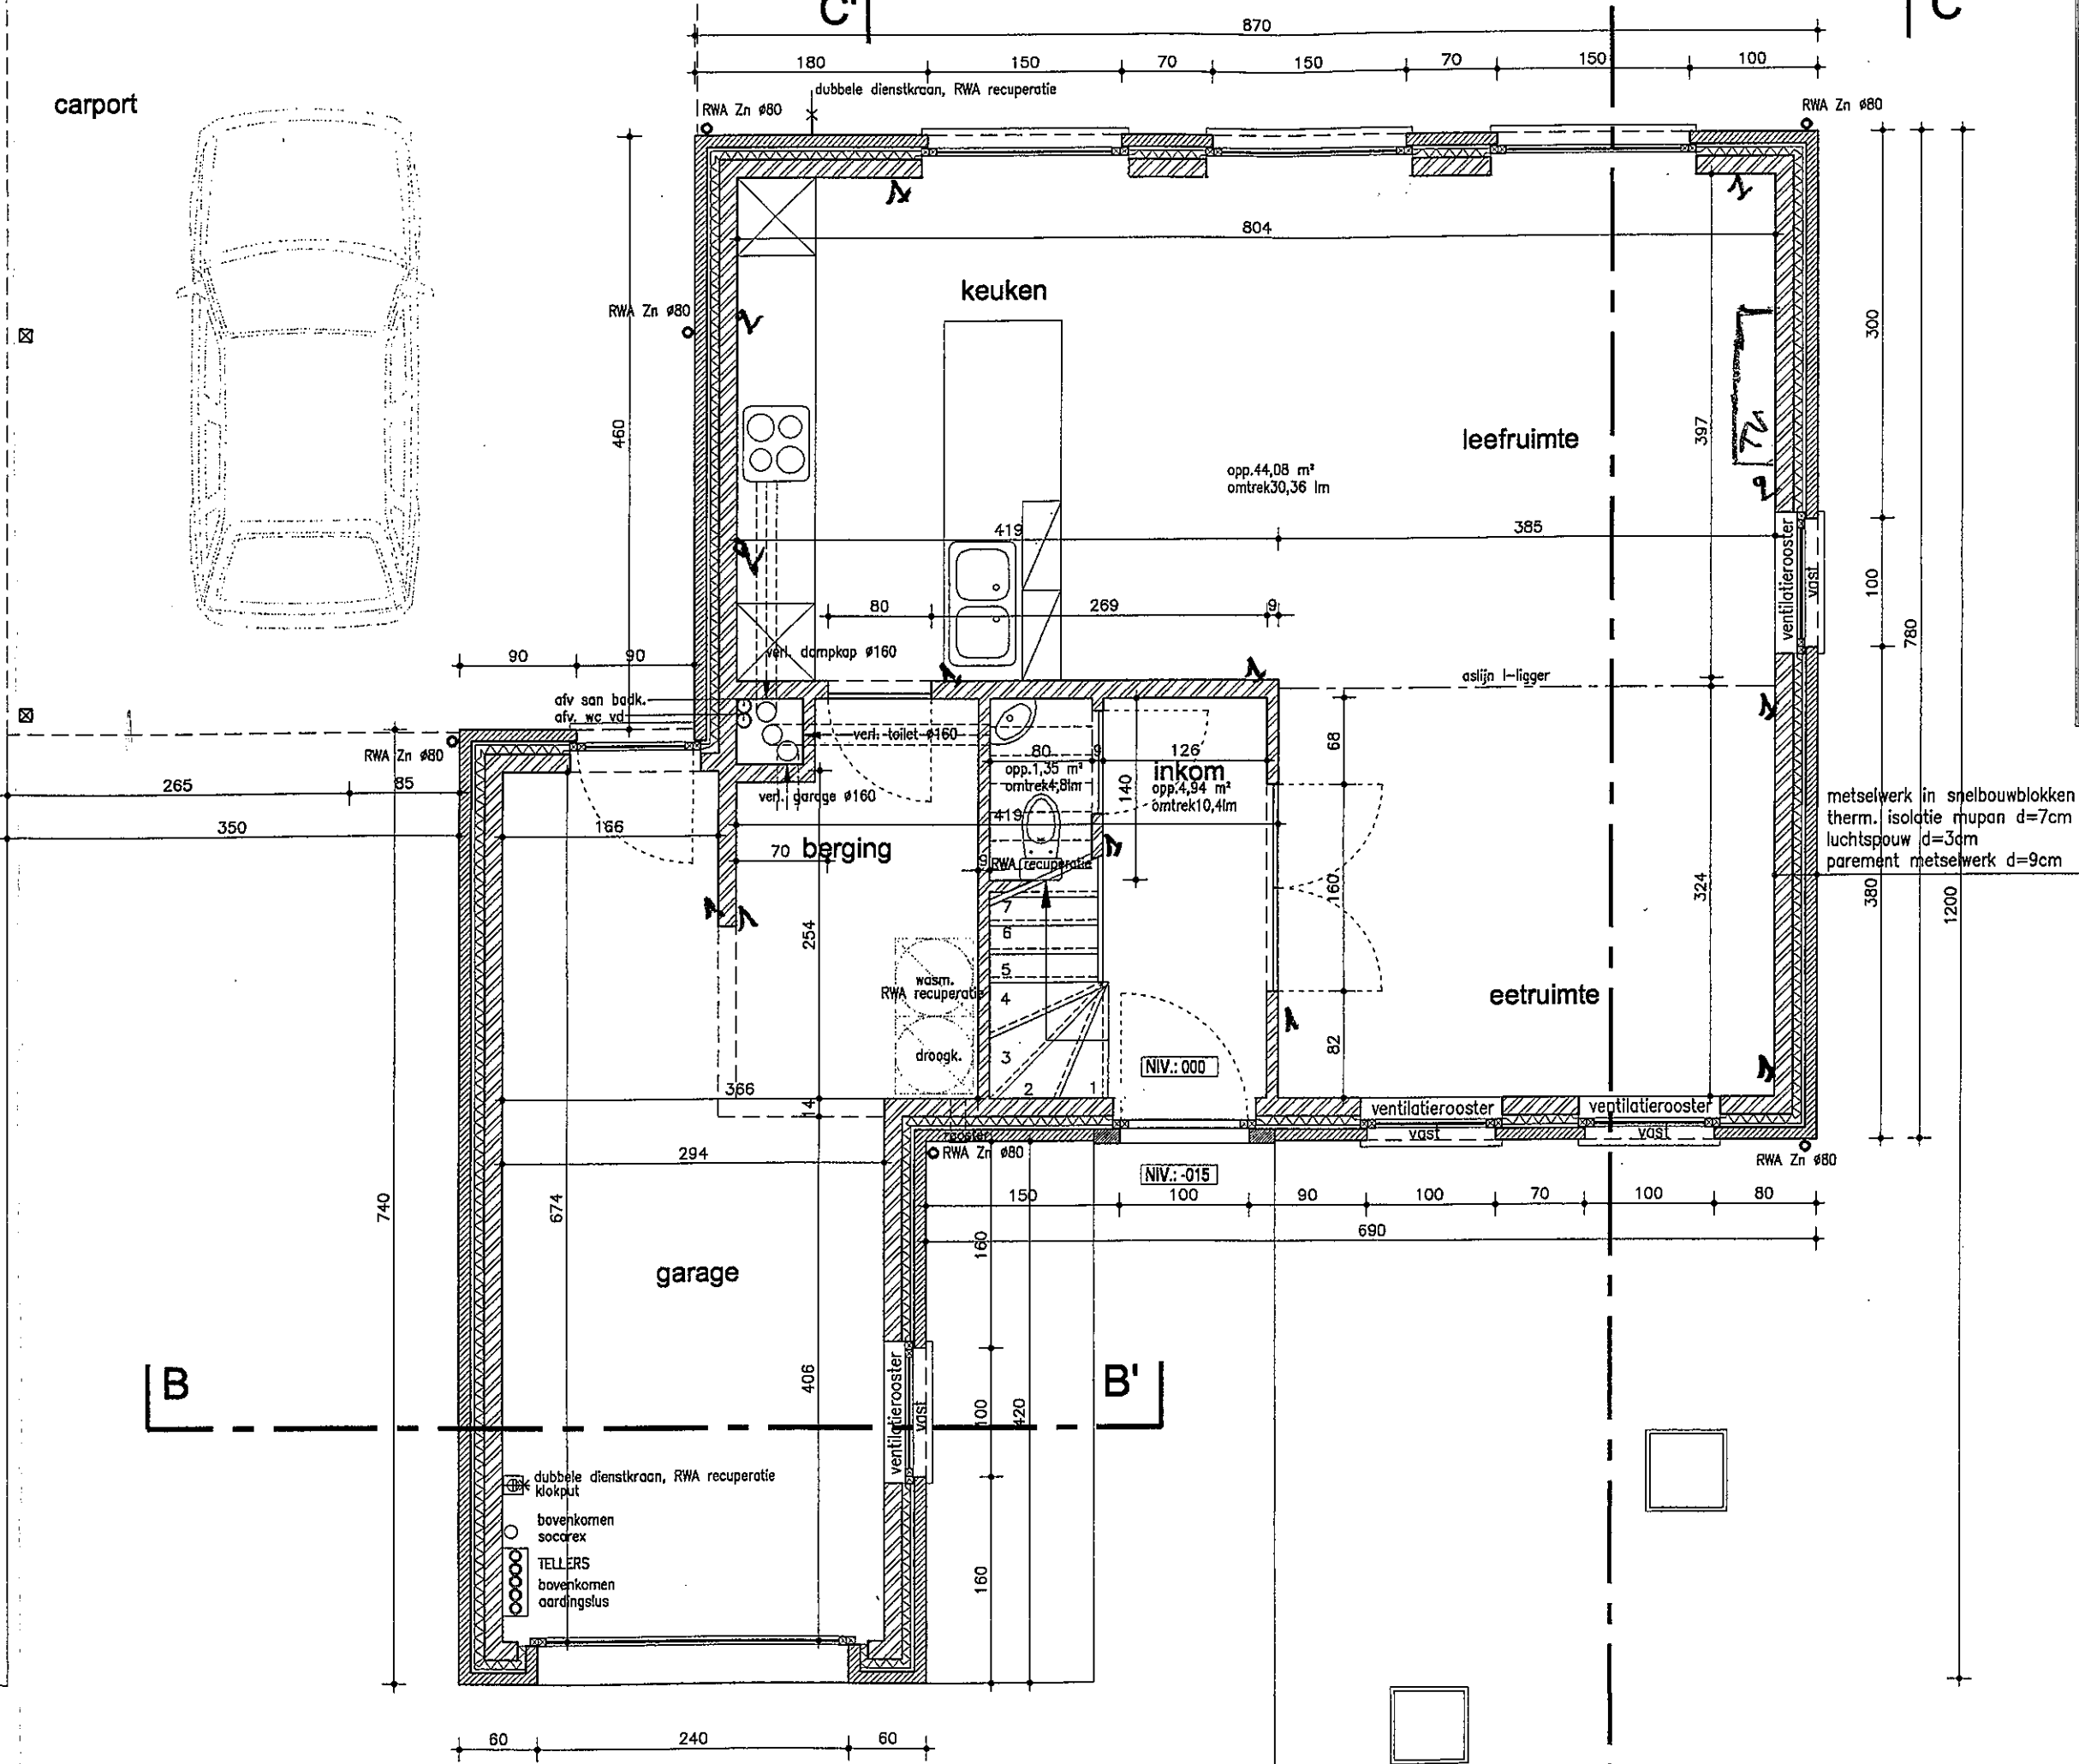 C'
C
870
180
150
70
150
70
150
100
dubbele dienstkraan, RWA recuperatie
carport
RWA Zn ø80
RWA Zn ø80
804
keuken
RWA Zn ø80
300
460
leefruimte
397
TV
opp.44,08 m²
omtrek30,36 lm
419
385
ventilatierooster
vast
100
780
80
269
9
verl. dampkap ø160
90
90
aslijn I-ligger
afv san badk.
afv. wc vd
verl. toilet ø160
RWA Zn ø80
68
80
9
126
opp.1,35 m²
omtrek4,8lm
inkom
opp.4,94 m²
omtrek10,4lm
140
265
85
verl. garage ø160
metselwerk in snelbouwblokken
therm. isolatie mupan d=7cm
luchtspouw d=3cm
parement metselwerk d=9cm
350
166
419
berging
70
9
RWA recuperatie
160
324
380
1200
7
6
5
4
3
2
1
254
wasm.
RWA recuperatie
droogk.
eetruimte
82
NIV.: 000
366
14
ventilatierooster
vast
ventilatierooster
vast
rooster
RWA Zn ø80
RWA Zn ø80
294
NIV.: -015
150
100
90
100
70
100
80
690
740
674
160
garage
406
B
B'
ventilatierooster
vast
100
420
dubbele dienstkraan, RWA recuperatie
klokput
bovenkomen
socarex
TELLERS
bovenkomen
aardingslus
160
60
240
60